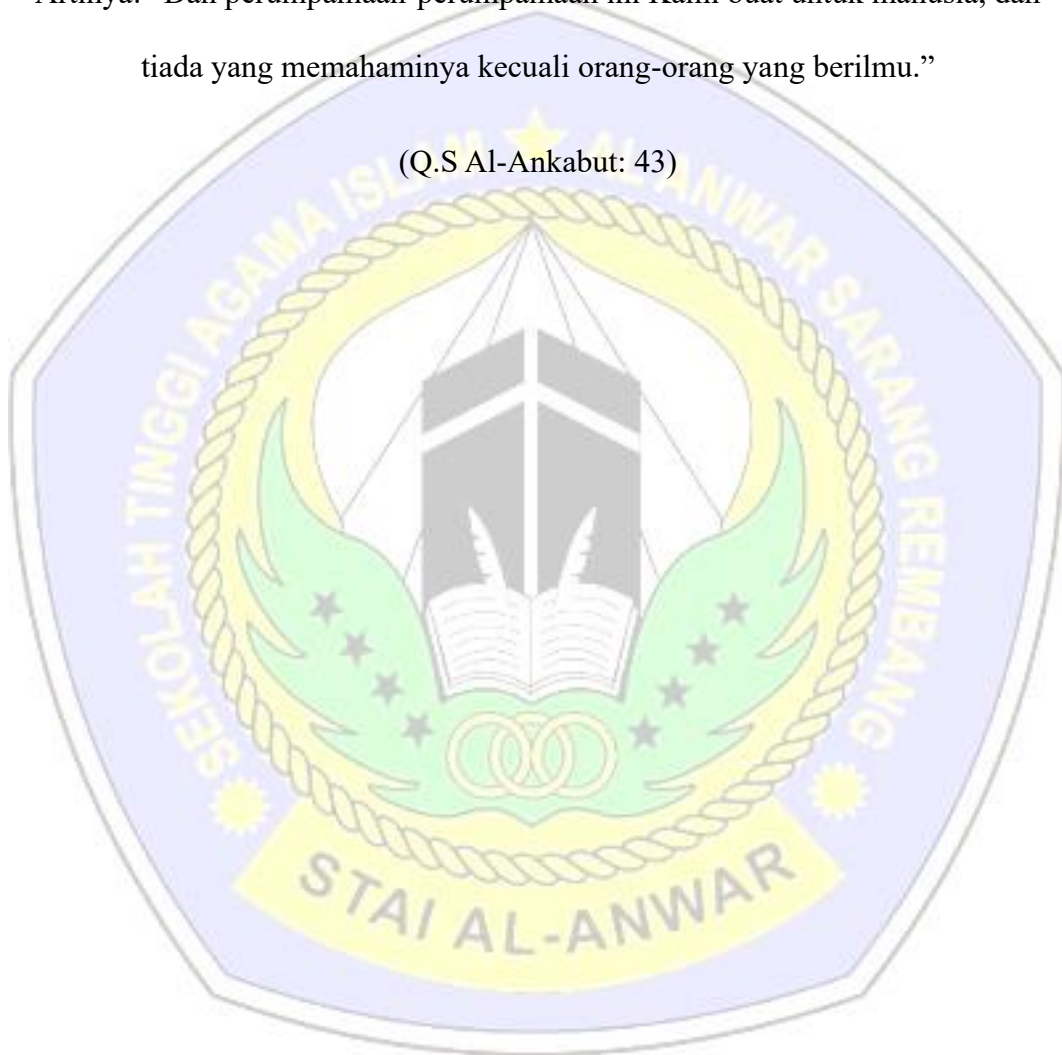 tiada yang memahaminya kecuali orang-orang yang berilmu.”
(Q.S Al-Ankabut: 43)
SEKOLAH TINGGI AGAMA ISLAM ★ AL-ANWAR SARANG REMBANG
STAI AL-ANWAR